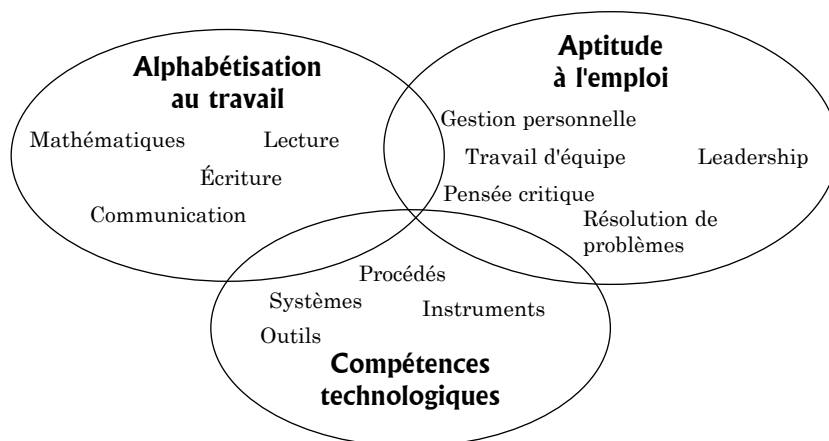 Alphabétisation
au travail
Mathématiques
Lecture
Écriture
Communication
Aptitude
à l'emploi
Gestion personnelle
Travail d'équipe
Leadership
Pensée critique
Résolution de
problèmes
Procédés
Systèmes
Instruments
Outils
Compétences
technologiques